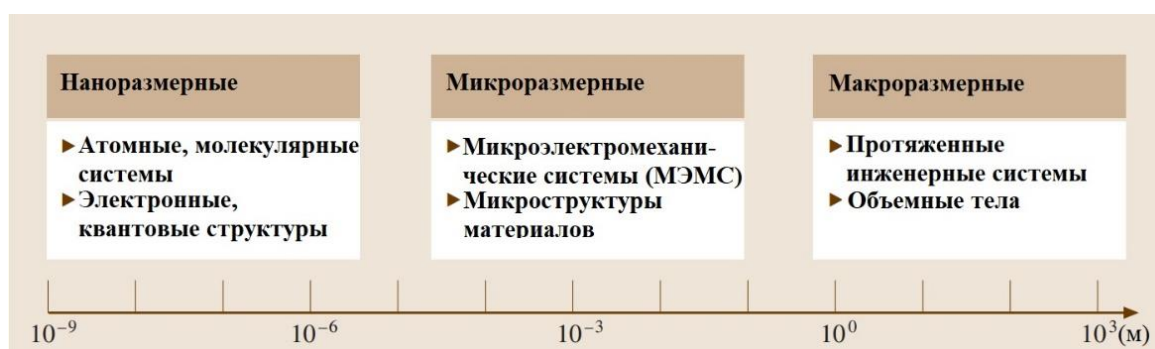 Наноразмерные
►Атомные, молекулярные
системы
►Электронные,
квантовые структуры
Микроразмерные
►Микроэлектромехани-
ческие системы (МЭМС)
►Микроструктуры
материалов
Макроразмерные
►Протяженные
инженерные системы
►Объемные тела
10⁻⁹ 10⁻⁶ 10⁻³ 10⁰ 10³(м)